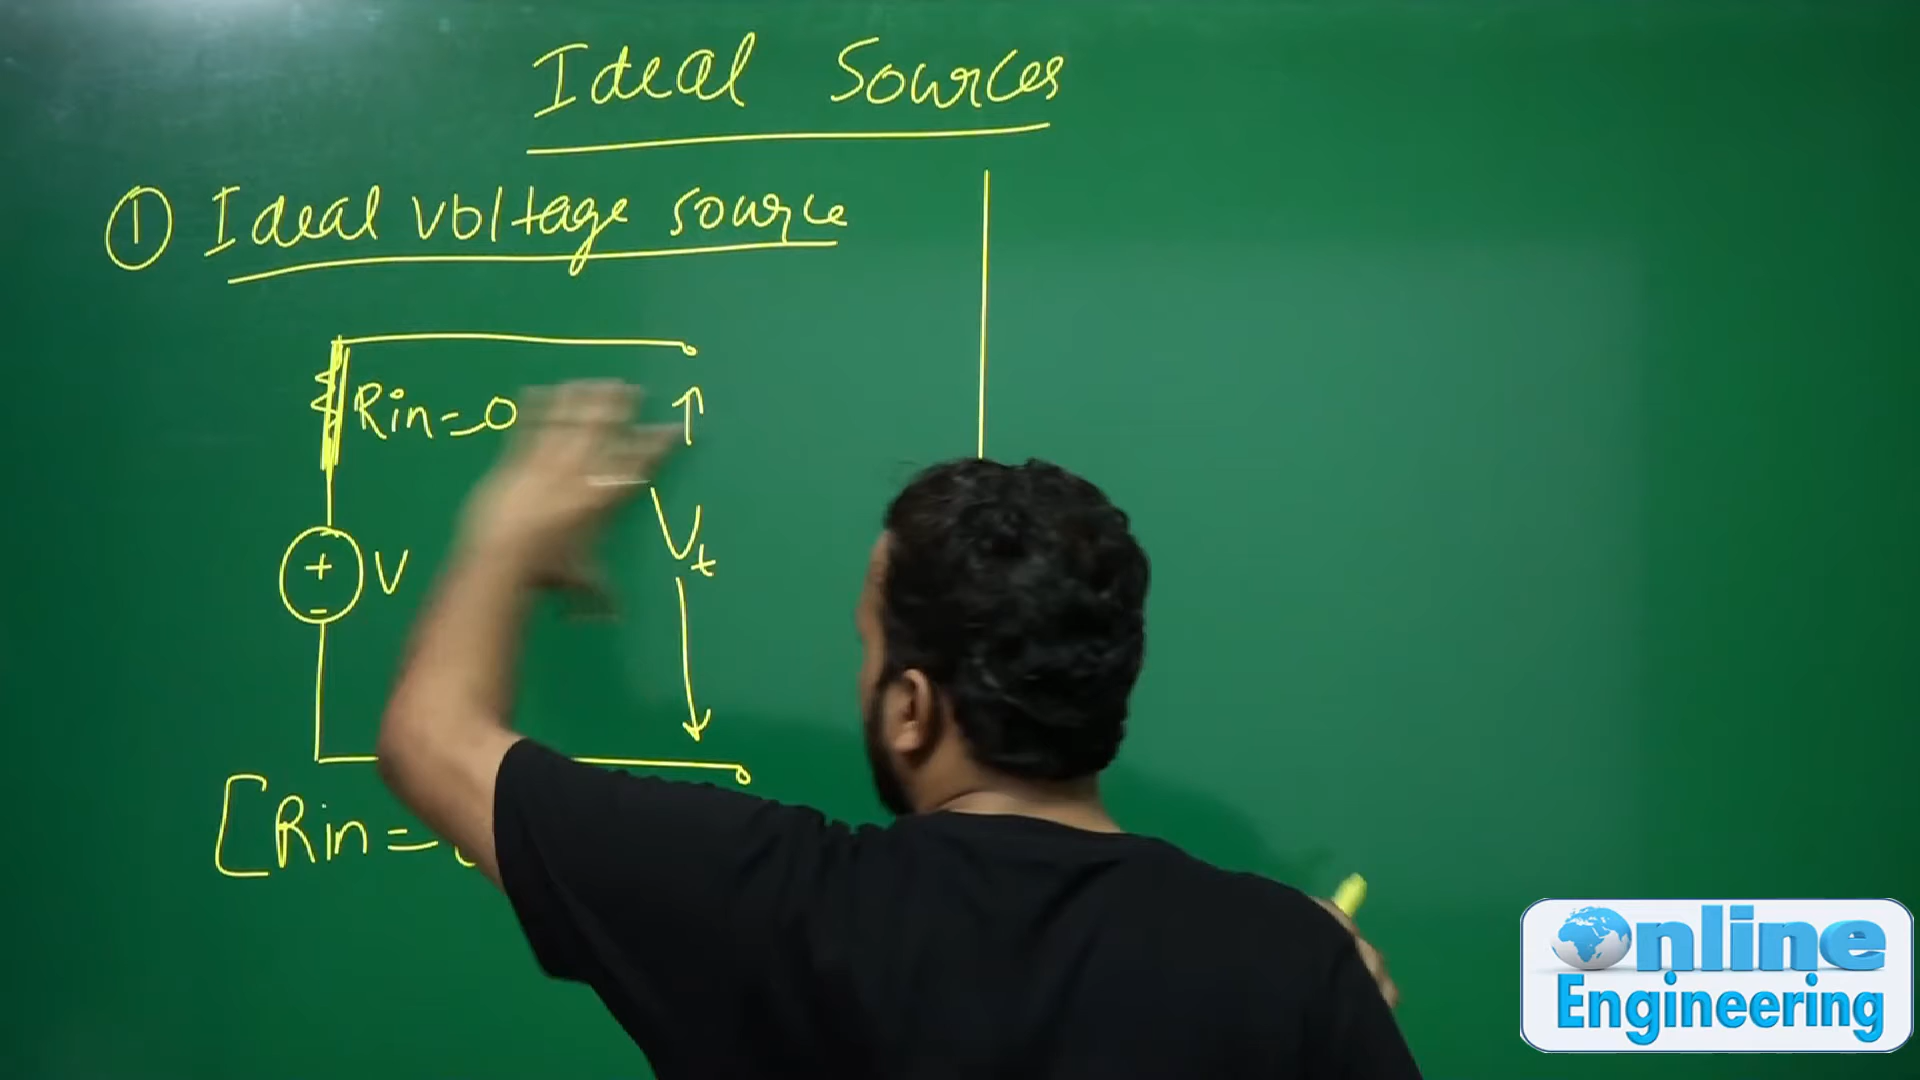 Ideal Sources
① Ideal voltage source
Rin=0
+
V
-
Vt
[Rin=
Online
Engineering